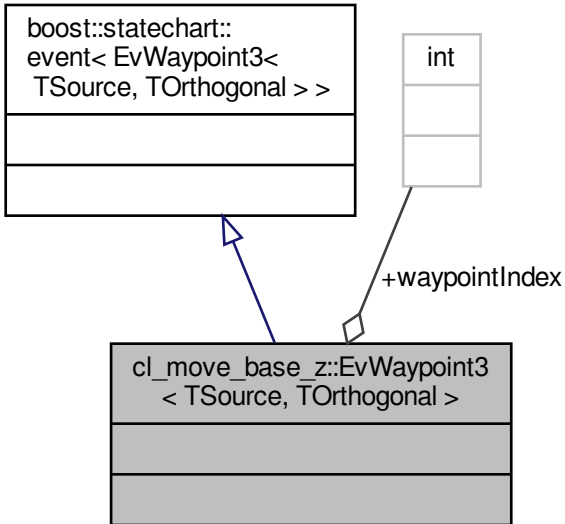 boost::statechart::
event< EvWaypoint3<
TSource, TOrthogonal > >
int
+waypointIndex
cl_move_base_z::EvWaypoint3
< TSource, TOrthogonal >